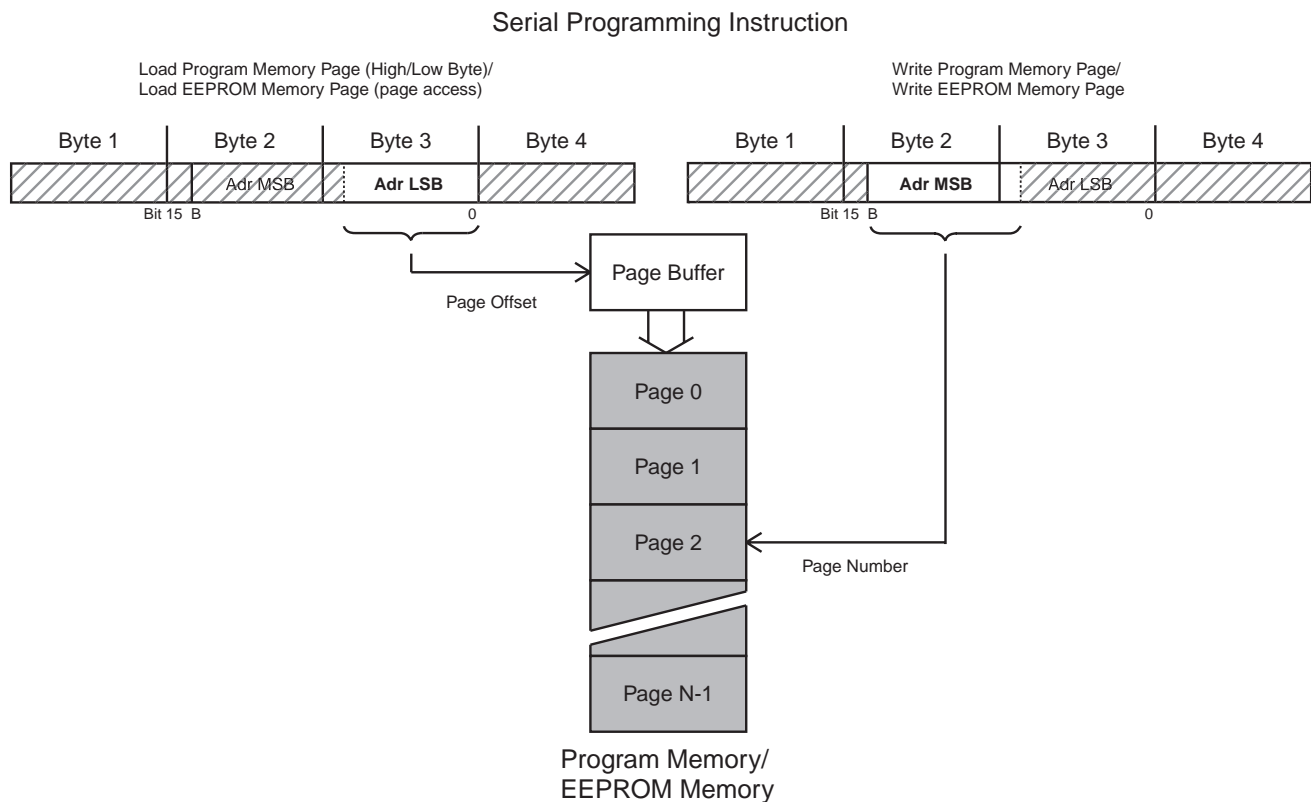 Serial Programming Instruction
Load Program Memory Page (High/Low Byte)/
Load EEPROM Memory Page (page access)
Write Program Memory Page/
Write EEPROM Memory Page
Byte 1 Byte 2 Byte 3 Byte 4
Byte 1 Byte 2 Byte 3 Byte 4
Adr MSB Adr LSB
Adr MSB Adr LSB
Bit 15 B 0
Bit 15 B 0
Page Buffer
Page Offset
Page 0
Page 1
Page 2
Page Number
Page N-1
Program Memory/
EEPROM Memory